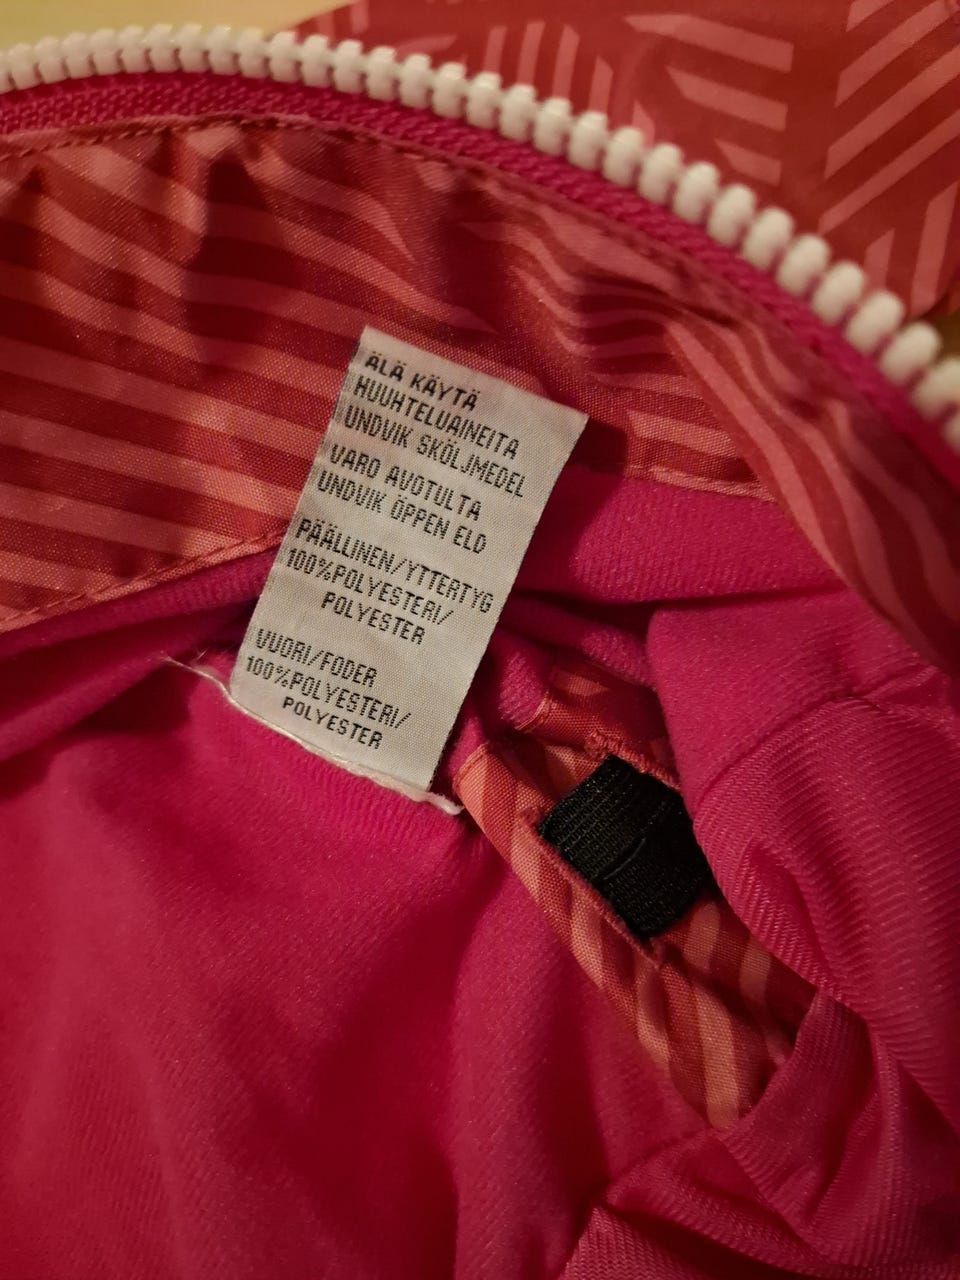 ÄLÄ KÄYTÄ
HUUHTELUAINEITA
UNDVIK SKÖLJMEDEL
VARO AVOTULTA
UNDVIK ÖPPEN ELD
PÄÄLLINEN/YTTERTYG
100%POLYESTERI/
POLYESTER
VUORI/FODER
100%POLYESTERI/
POLYESTER